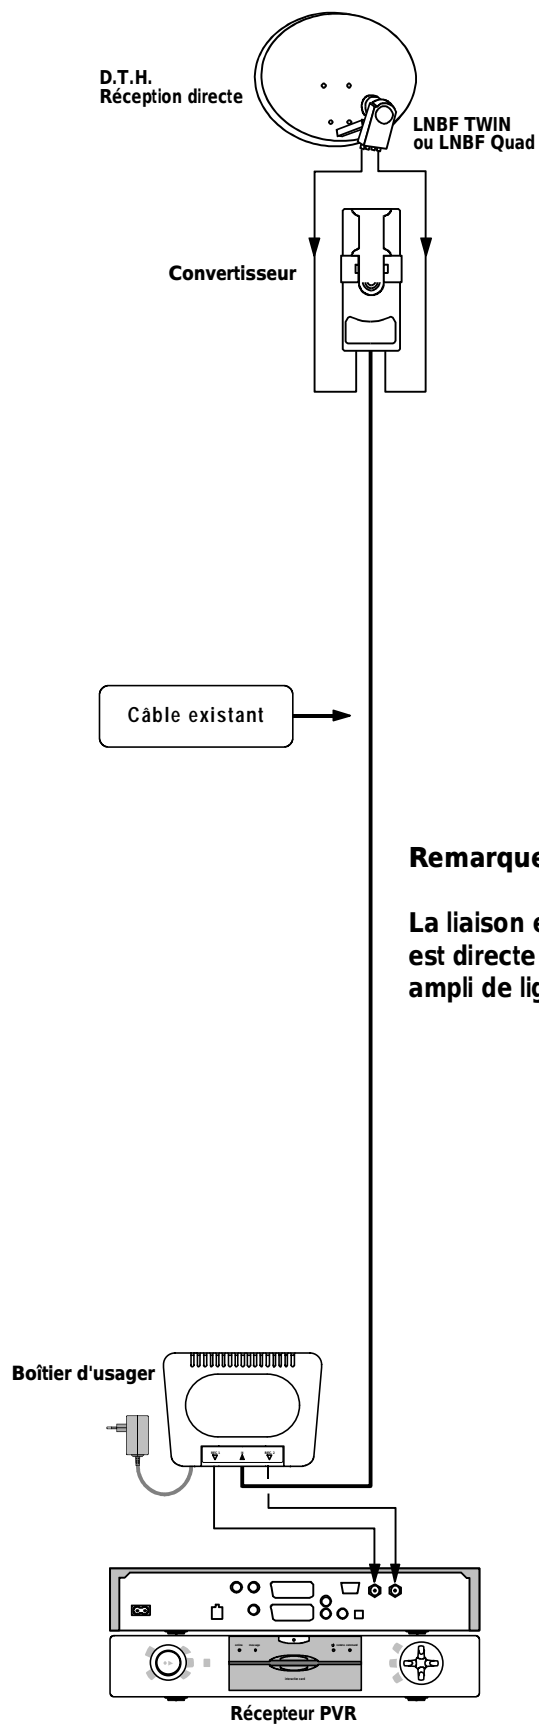 D.T.H.
Réception directe
LNBF TWIN
ou LNBF Quad
Convertisseur
Câble existant
Remarque
La liaison e
est directe
ampli de lig
Boîtier d'usager
Récepteur PVR